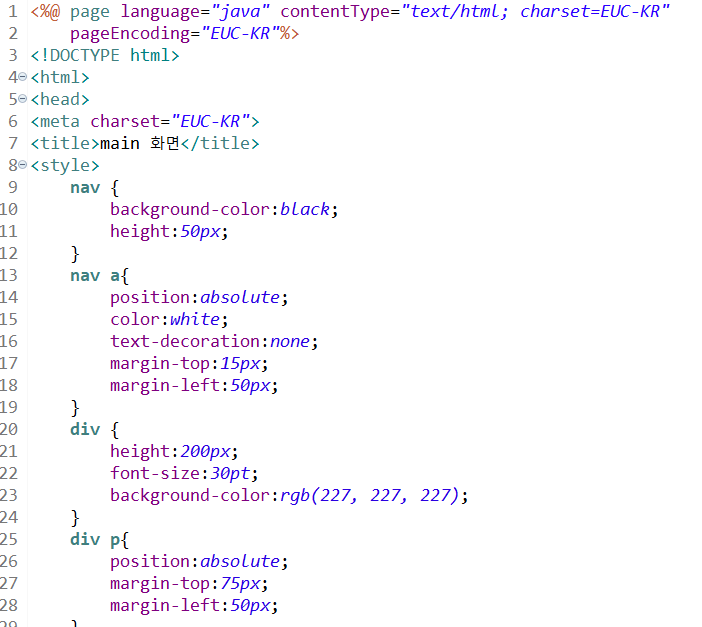 1 <%@ page language="java" contentType="text/html; charset=EUC-KR"
2     pageEncoding="EUC-KR"%>
3 <!DOCTYPE html>
4 <html>
5 <head>
6 <meta charset="EUC-KR">
7 <title>main 화면</title>
8 <style>
9     nav {
10         background-color:black;
11         height:50px;
12     }
13     nav a{
14         position:absolute;
15         color:white;
16         text-decoration:none;
17         margin-top:15px;
18         margin-left:50px;
19     }
20     div {
21         height:200px;
22         font-size:30pt;
23         background-color:rgb(227, 227, 227);
24     }
25     div p{
26         position:absolute;
27         margin-top:75px;
28         margin-left:50px;
29     }